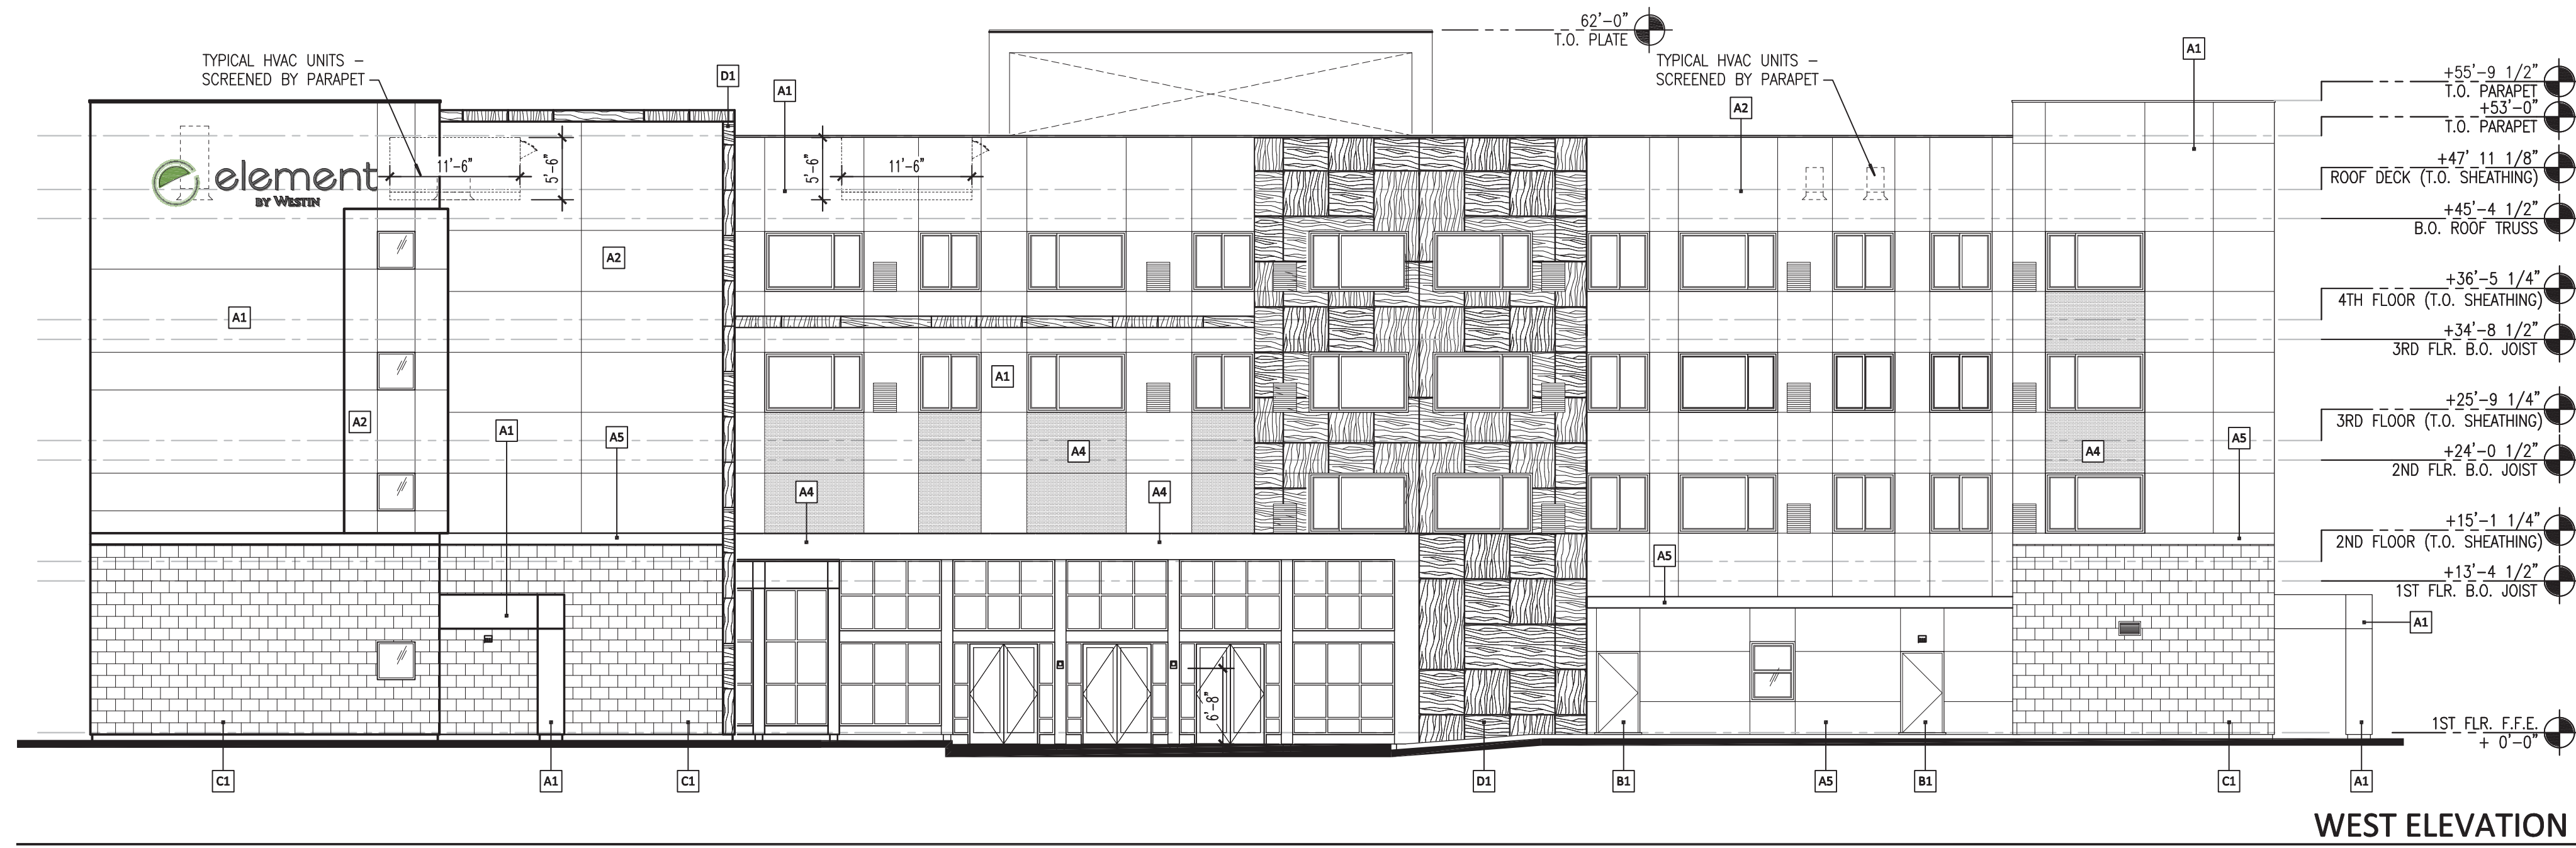 62'-0"
T.O. PLATE
TYPICAL HVAC UNITS –
SCREENED BY PARAPET
TYPICAL HVAC UNITS –
SCREENED BY PARAPET
A1
D1
A1
A2
+55'-9 1/2"
T.O. PARAPET
+53'-0"
T.O. PARAPET
element
BY WESTIN
11'-6"
5'-6"
5'-6"
11'-6"
+47' 11 1/8"
ROOF DECK (T.O. SHEATHING)
+45'-4 1/2"
B.O. ROOF TRUSS
A2
A1
+36'-5 1/4"
4TH FLOOR (T.O. SHEATHING)
+34'-8 1/2"
3RD FLR. B.O. JOIST
A1
A2
A1
A5
A4
A4
A5
+25'-9 1/4"
3RD FLOOR (T.O. SHEATHING)
+24'-0 1/2"
2ND FLR. B.O. JOIST
A4
A4
+15'-1 1/4"
2ND FLOOR (T.O. SHEATHING)
A5
+13'-4 1/2"
1ST FLR. B.O. JOIST
A1
6'-8"
1ST FLR. F.F.E.
+ 0'-0"
C1
A1
C1
D1
B1
A5
B1
C1
A1
WEST ELEVATION